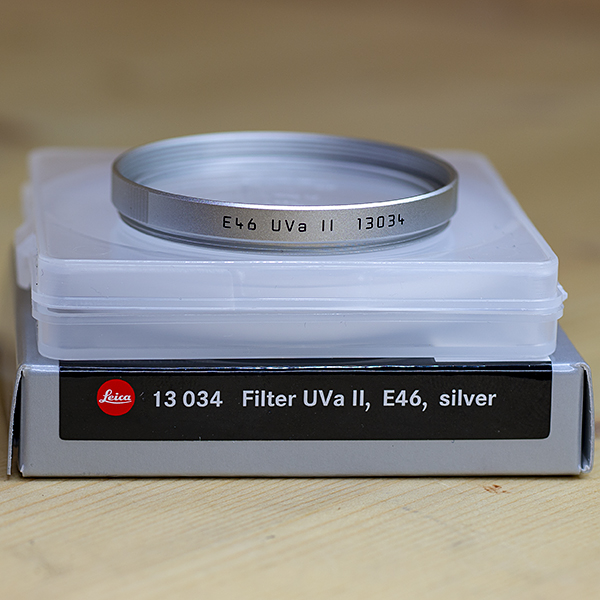 E46 UVa II 13034
Leica 13 034 Filter UVa II, E46, silver